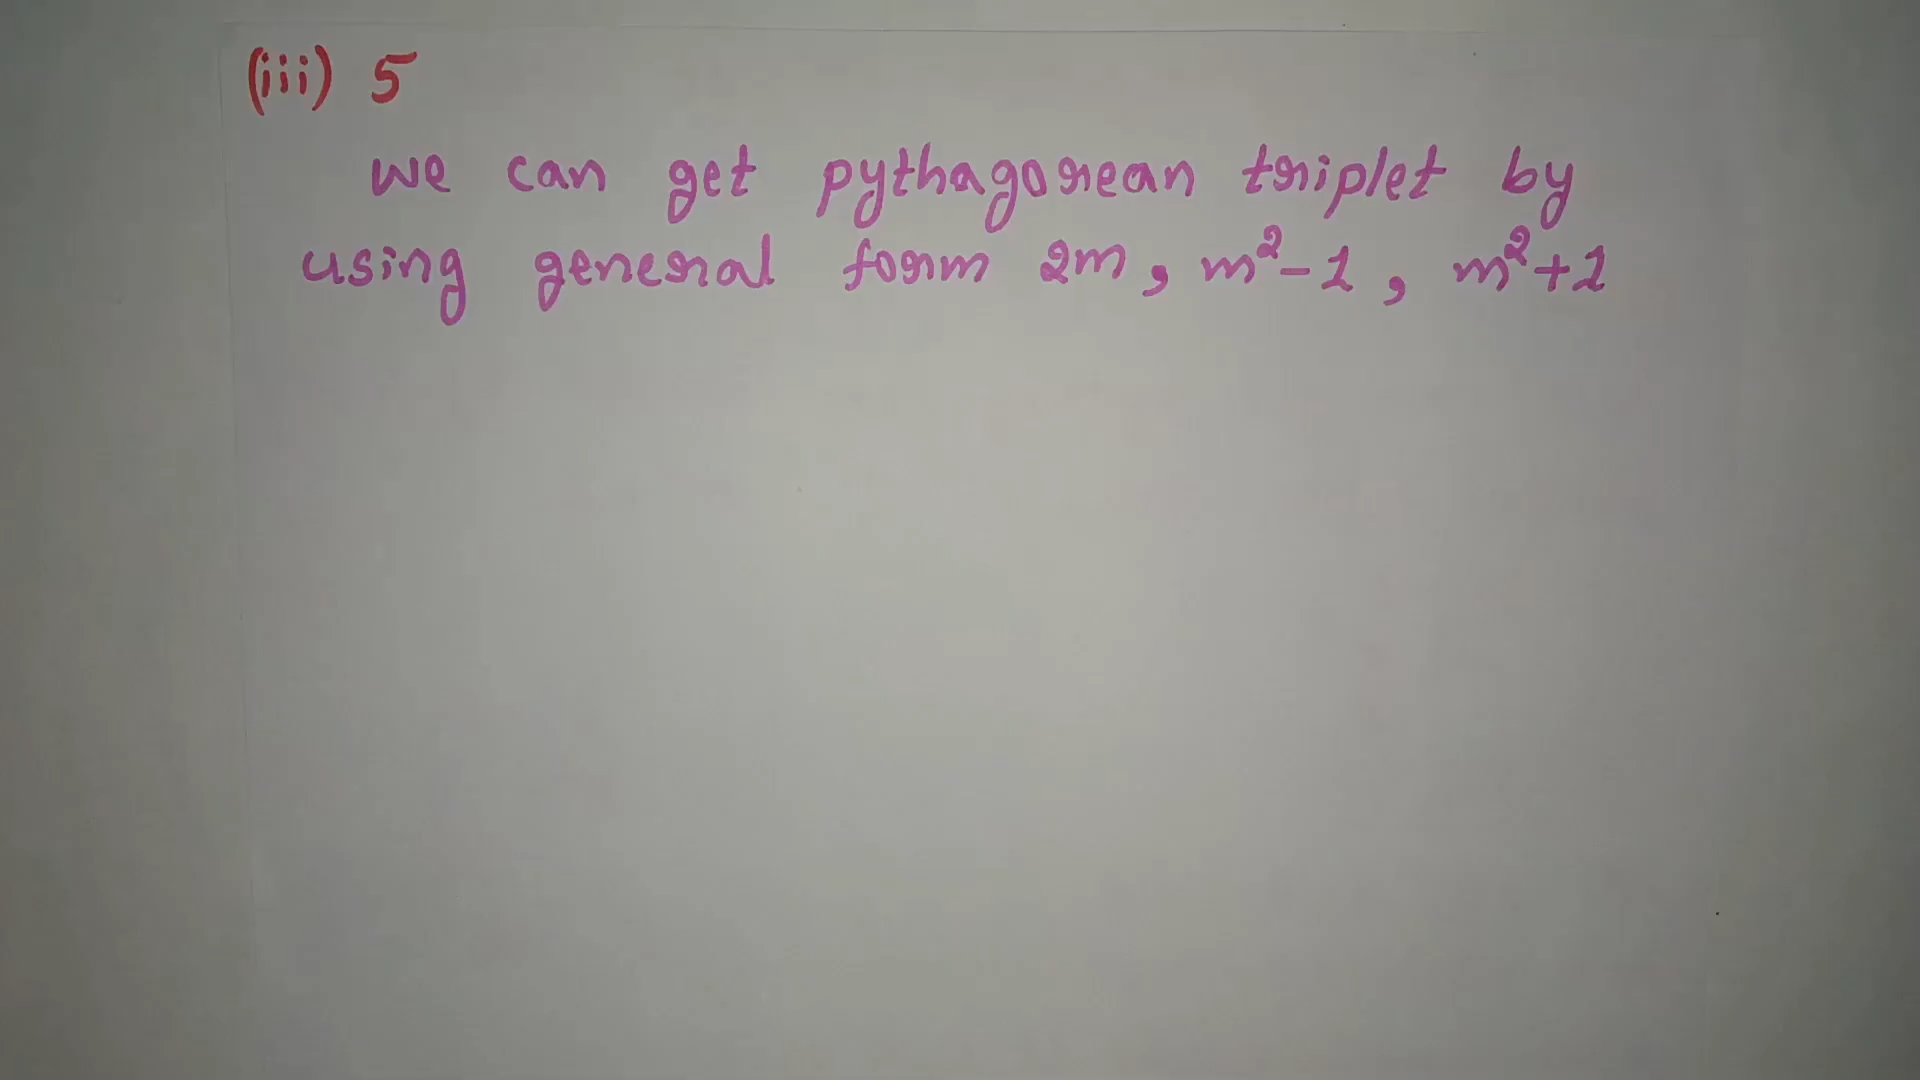 (iii) 5
we can get pythagorean triplet by
using general form 2m, m²-1, m²+1